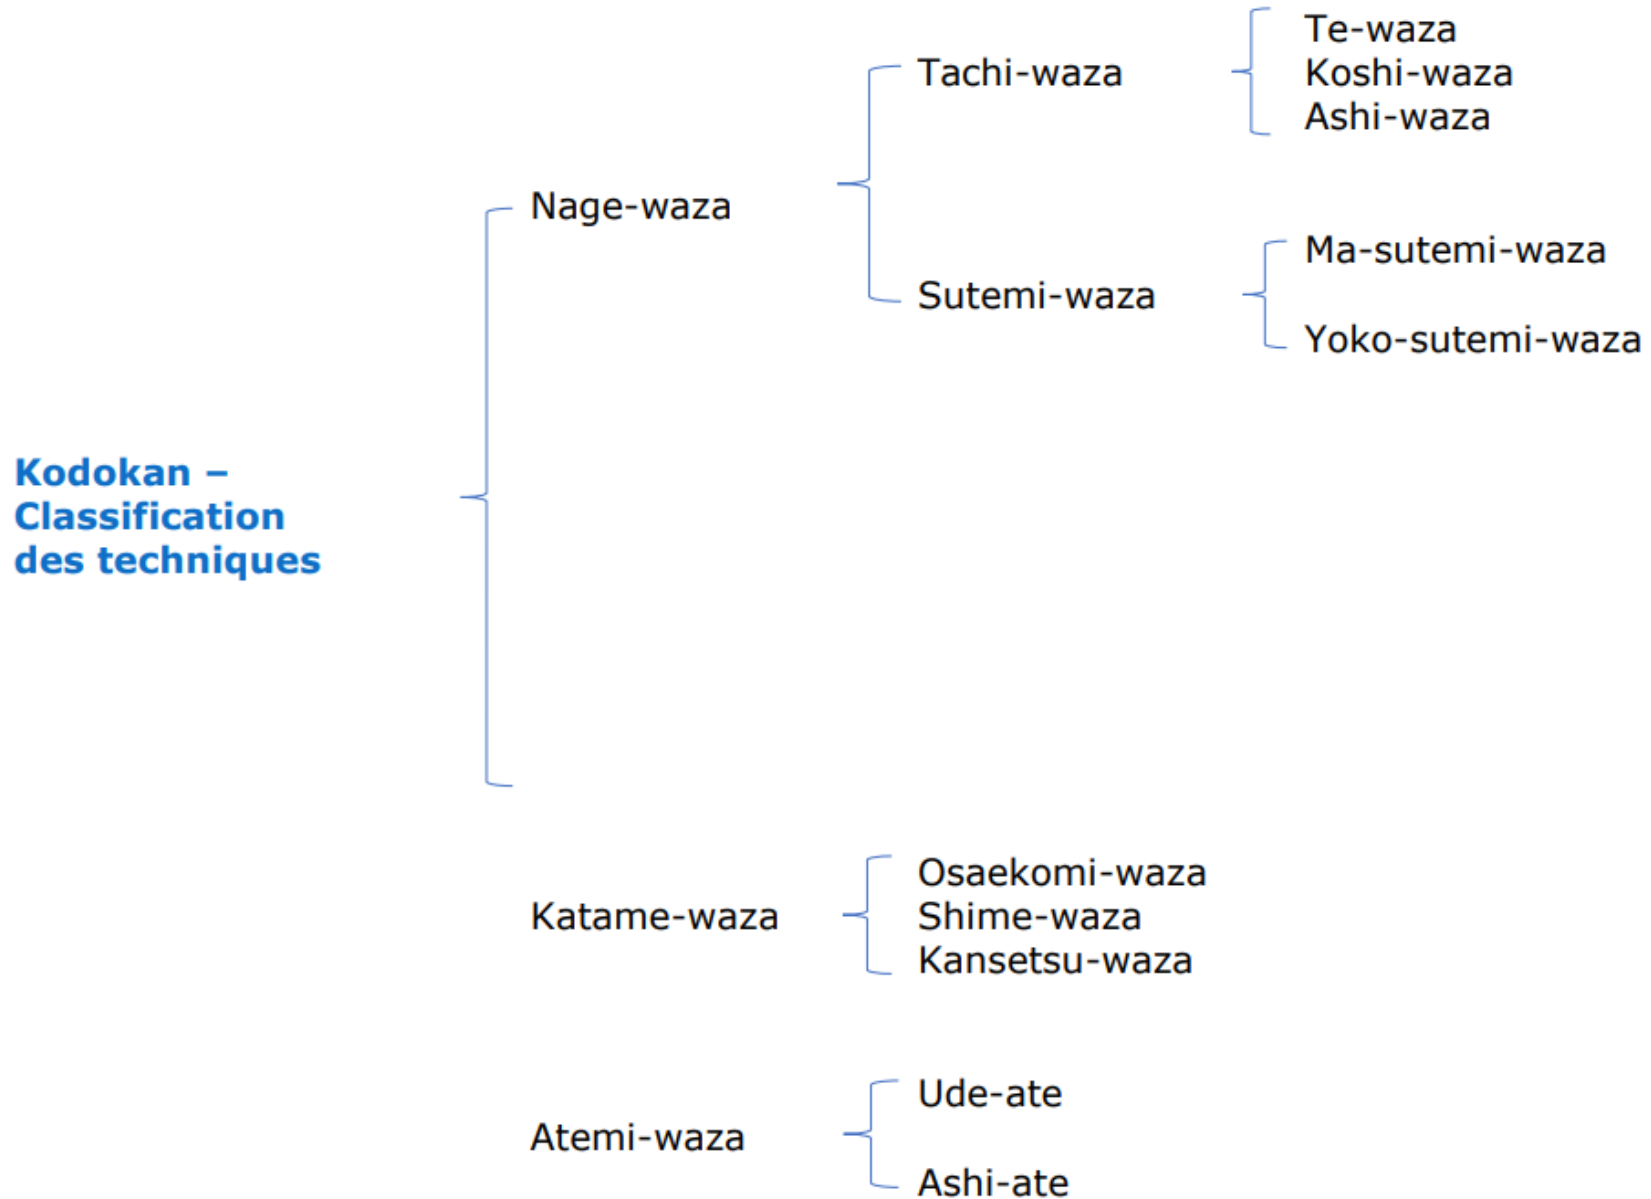 Te-waza
Tachi-waza
Koshi-waza
Ashi-waza
Nage-waza
Ma-sutemi-waza
Sutemi-waza
Yoko-sutemi-waza
Kodokan –
Classification
des techniques
Osaekomi-waza
Katame-waza
Shime-waza
Kansetsu-waza
Ude-ate
Atemi-waza
Ashi-ate